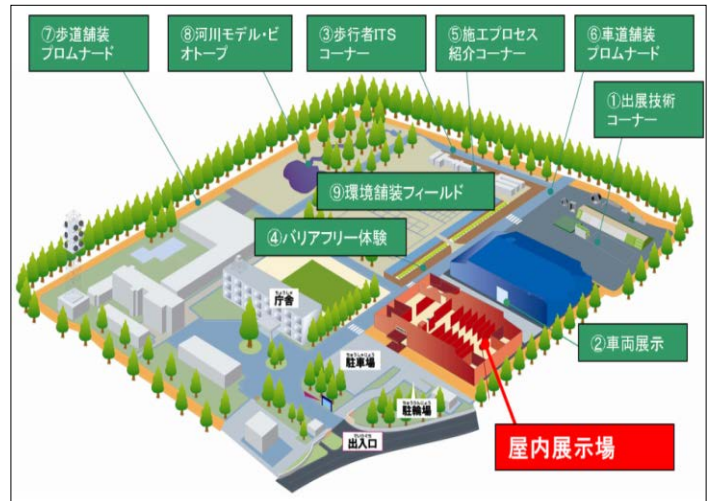 ⑦歩道舗装
プロムナード
⑧河川モデル・ビ
オトープ
③歩行者ITS
コーナー
⑤施工プロセス
紹介コーナー
⑥車道舗装
プロムナード
①出展技術
コーナー
⑨環境舗装フィールド
④バリアフリー体験
庁舎
②車両展示
駐車場
駐輪場
出入口
屋内展示場